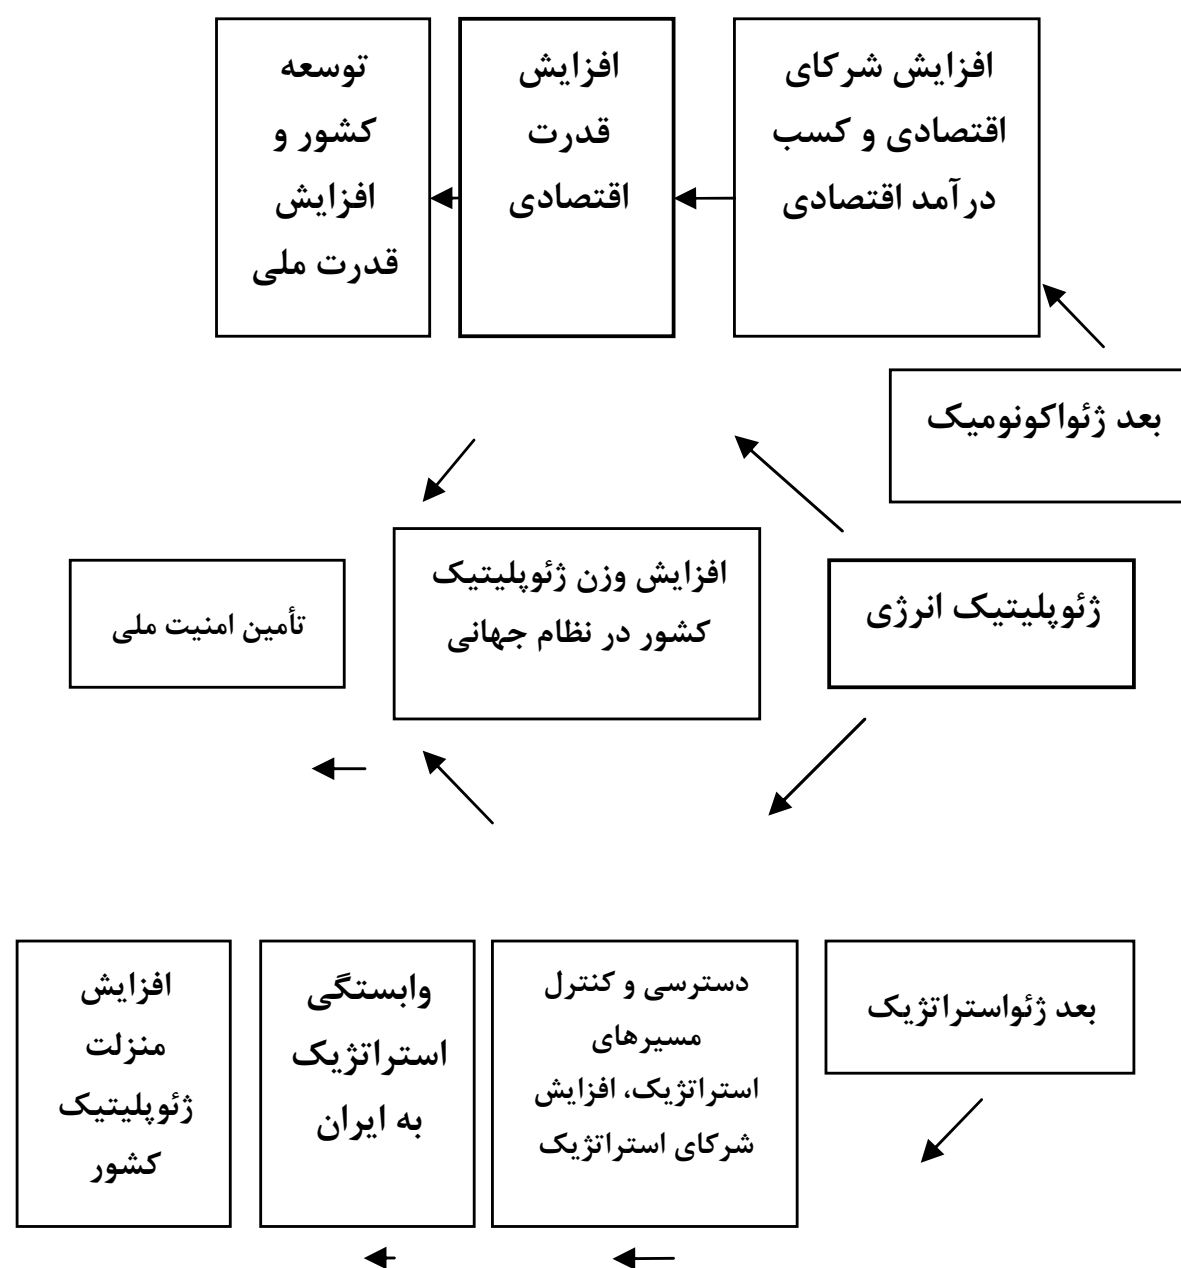 افزایش شرکای
اقتصادی و کسب
درآمد اقتصادی
افزایش
قدرت
اقتصادی
توسعه
کشور و
افزایش
قدرت ملی
بعد ژئواکونومیک
ژئوپلیتیک انرژی
افزایش وزن ژئوپلیتیک
کشور در نظام جهانی
تأمین امنیت ملی
بعد ژئواستراتژیک
دسترسی و کنترل
مسیرهای
استراتژیک، افزایش
شرکای استراتژیک
وابستگی
استراتژیک
به ایران
افزایش
منزلت
ژئوپلیتیک
کشور